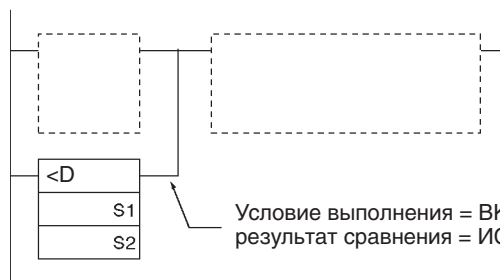 <D
S1
S2
Условие выполнения = ВК
результат сравнения = ИС